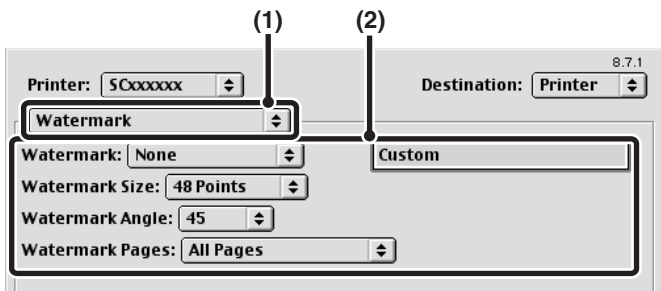 (1) (2)
8.7.1
Printer: SCxxxxxx Destination: Printer
Watermark
Watermark: None Custom
Watermark Size: 48 Points
Watermark Angle: 45
Watermark Pages: All Pages